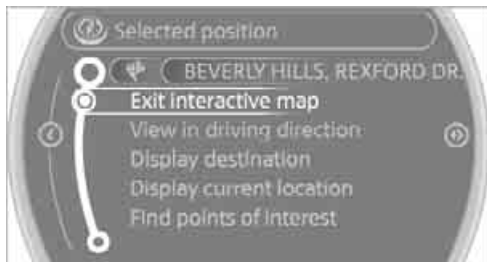 Selected position
BEVERLY HILLS, REXFORD DR.
Exit interactive map
View in driving direction
Display destination
Display current location
Find points of interest